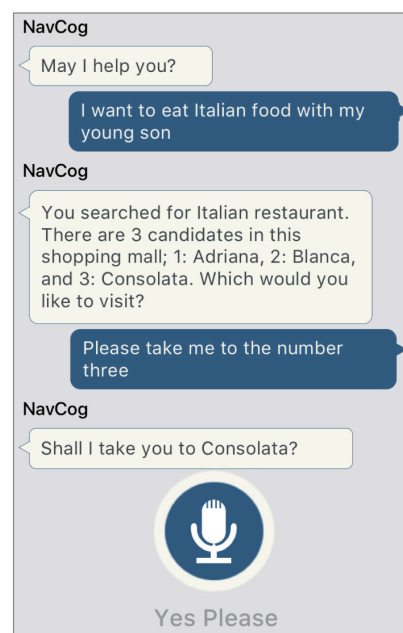 NavCog
May I help you?
I want to eat Italian food with my
young son
NavCog
You searched for Italian restaurant.
There are 3 candidates in this
shopping mall; 1: Adriana, 2: Blanca,
and 3: Consolata. Which would you
like to visit?
Please take me to the number
three
NavCog
Shall I take you to Consolata?
Yes Please